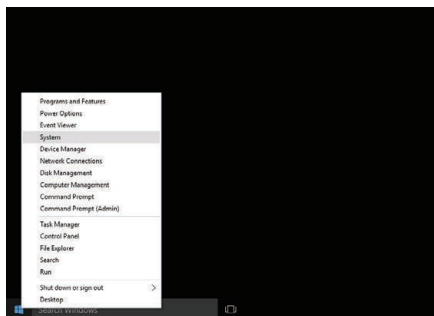 Programs and Features
Power Options
Event Viewer
System
Device Manager
Network Connections
Disk Management
Computer Management
Command Prompt
Command Prompt (Admin)
Task Manager
Control Panel
File Explorer
Search
Run
Shut down or sign out
Desktop
Search Windows